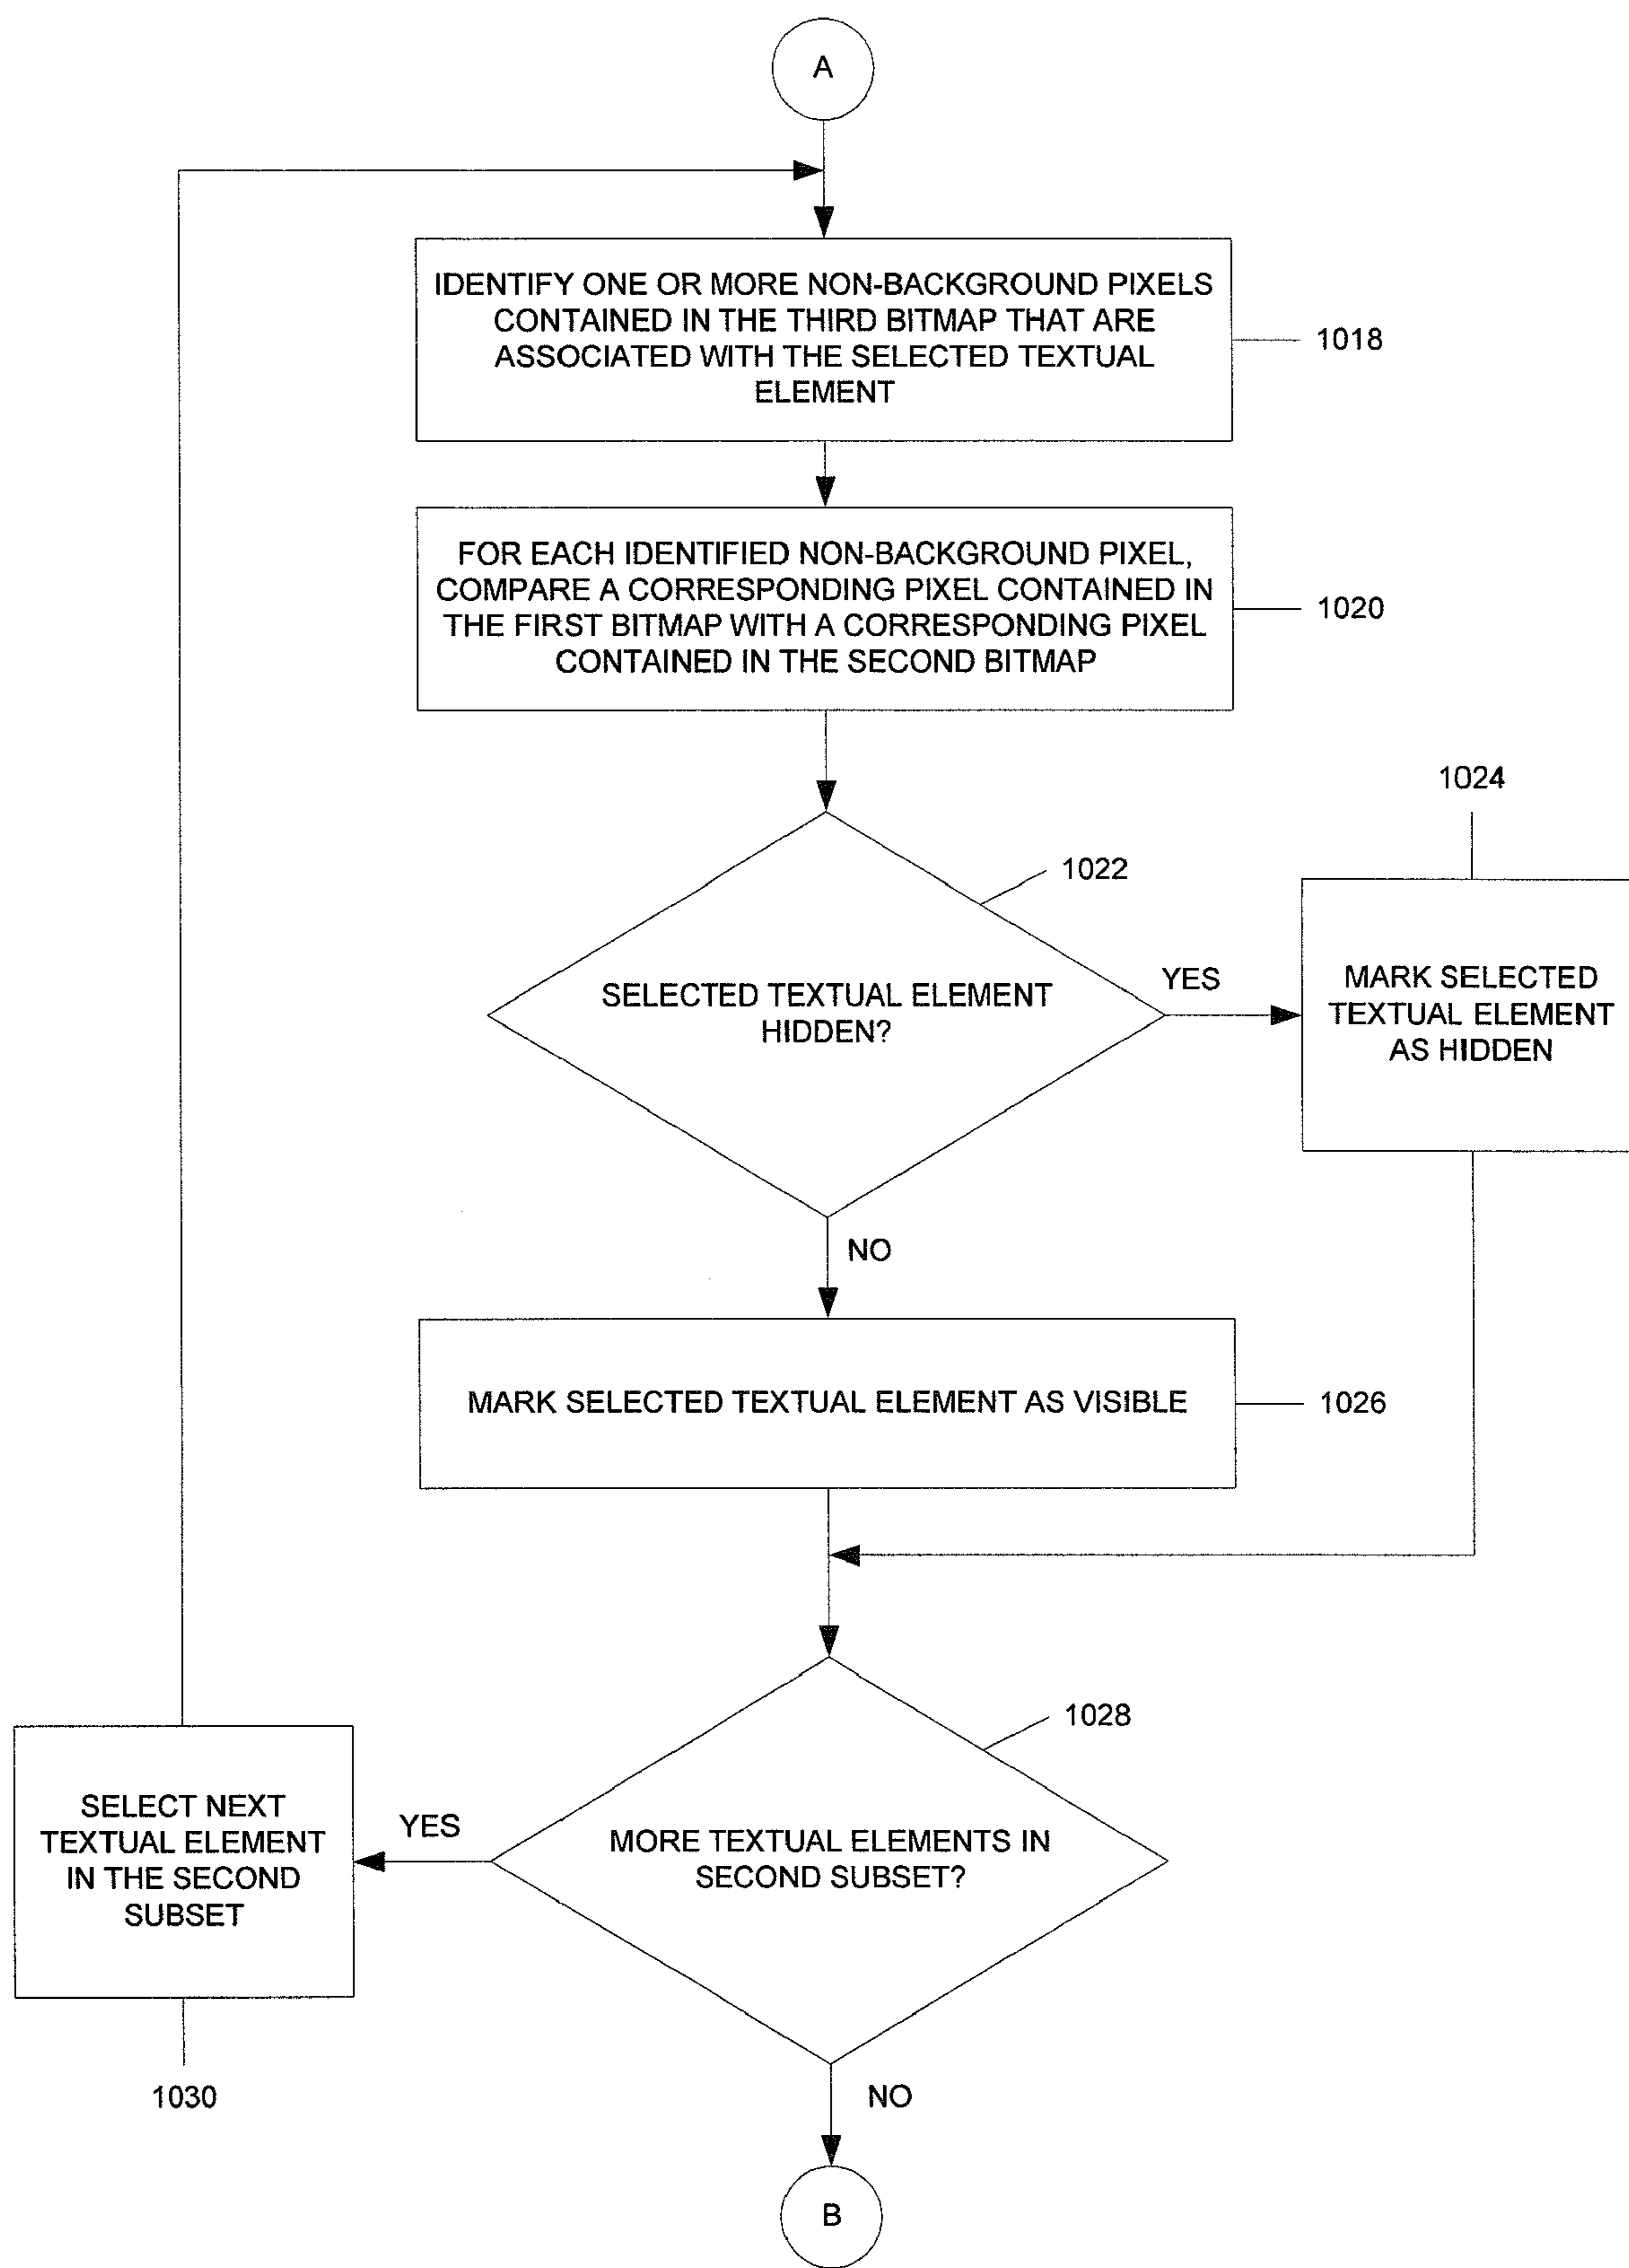 A
IDENTIFY ONE OR MORE NON-BACKGROUND PIXELS
CONTAINED IN THE THIRD BITMAP THAT ARE
ASSOCIATED WITH THE SELECTED TEXTUAL
ELEMENT
1018
FOR EACH IDENTIFIED NON-BACKGROUND PIXEL,
COMPARE A CORRESPONDING PIXEL CONTAINED IN
THE FIRST BITMAP WITH A CORRESPONDING PIXEL
CONTAINED IN THE SECOND BITMAP
1020
1022
SELECTED TEXTUAL ELEMENT
HIDDEN?
YES
1024
MARK SELECTED
TEXTUAL ELEMENT
AS HIDDEN
NO
MARK SELECTED TEXTUAL ELEMENT AS VISIBLE
1026
1028
MORE TEXTUAL ELEMENTS IN
SECOND SUBSET?
YES
SELECT NEXT
TEXTUAL ELEMENT
IN THE SECOND
SUBSET
1030
NO
B